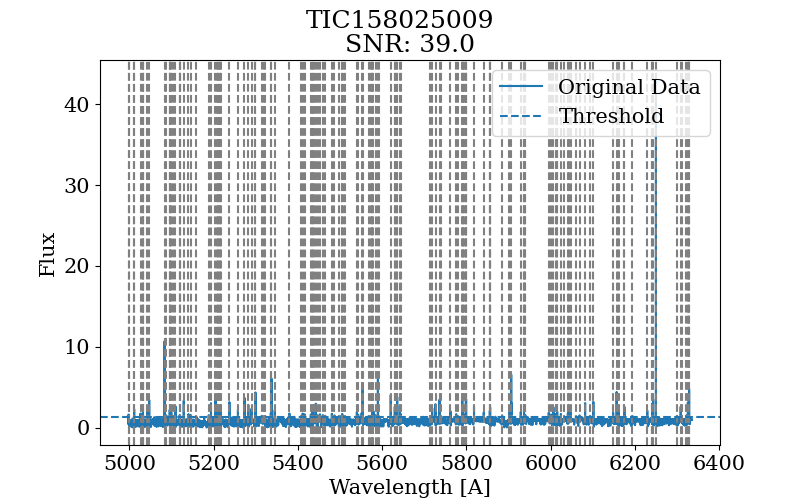 TIC158025009
SNR: 39.0
Original Data
Threshold
Flux
40
30
20
10
0
5000 5200 5400 5600 5800 6000 6200 6400
Wavelength [A]